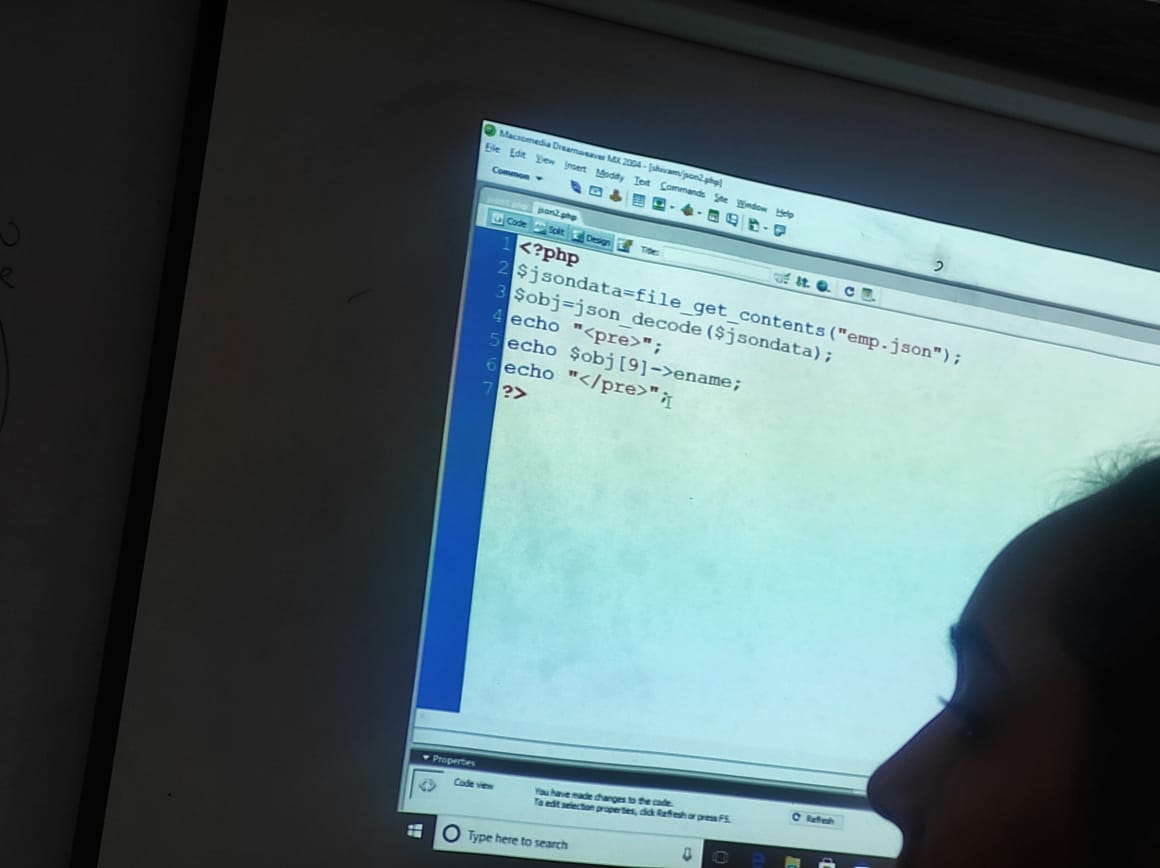 Macromedia Dreamweaver MX 2004 - [shivam/json2.php]
File Edit View Insert Modify Text Commands Site Window Help
Common
json2.php
Code Split Design Title:
1 <?php
2 $jsondata=file_get_contents("emp.json");
3 $obj=json_decode($jsondata);
4 echo "<pre>";
5 echo $obj[9]->ename;
6 echo "</pre>";
7 ?>
Properties
Code view
You have made changes to the code.
To edit selection properties, click Refresh or press F5.
Refresh
Type here to search